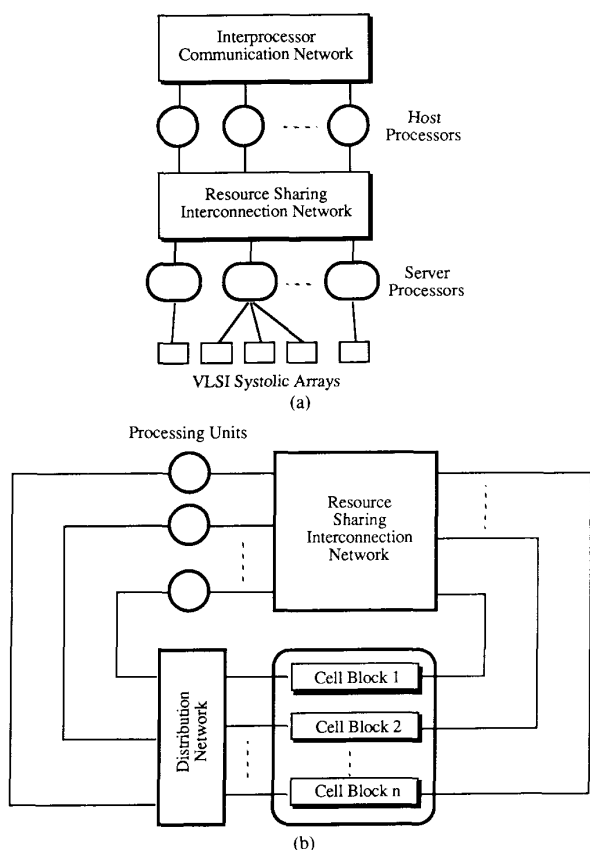 Interprocessor
Communication Network
Host
Processors
Resource Sharing
Interconnection Network
Server
Processors
VLSI Systolic Arrays
(a)
Processing Units
Resource
Sharing
Interconnection
Network
Distribution
Network
Cell Block 1
Cell Block 2
Cell Block n
(b)